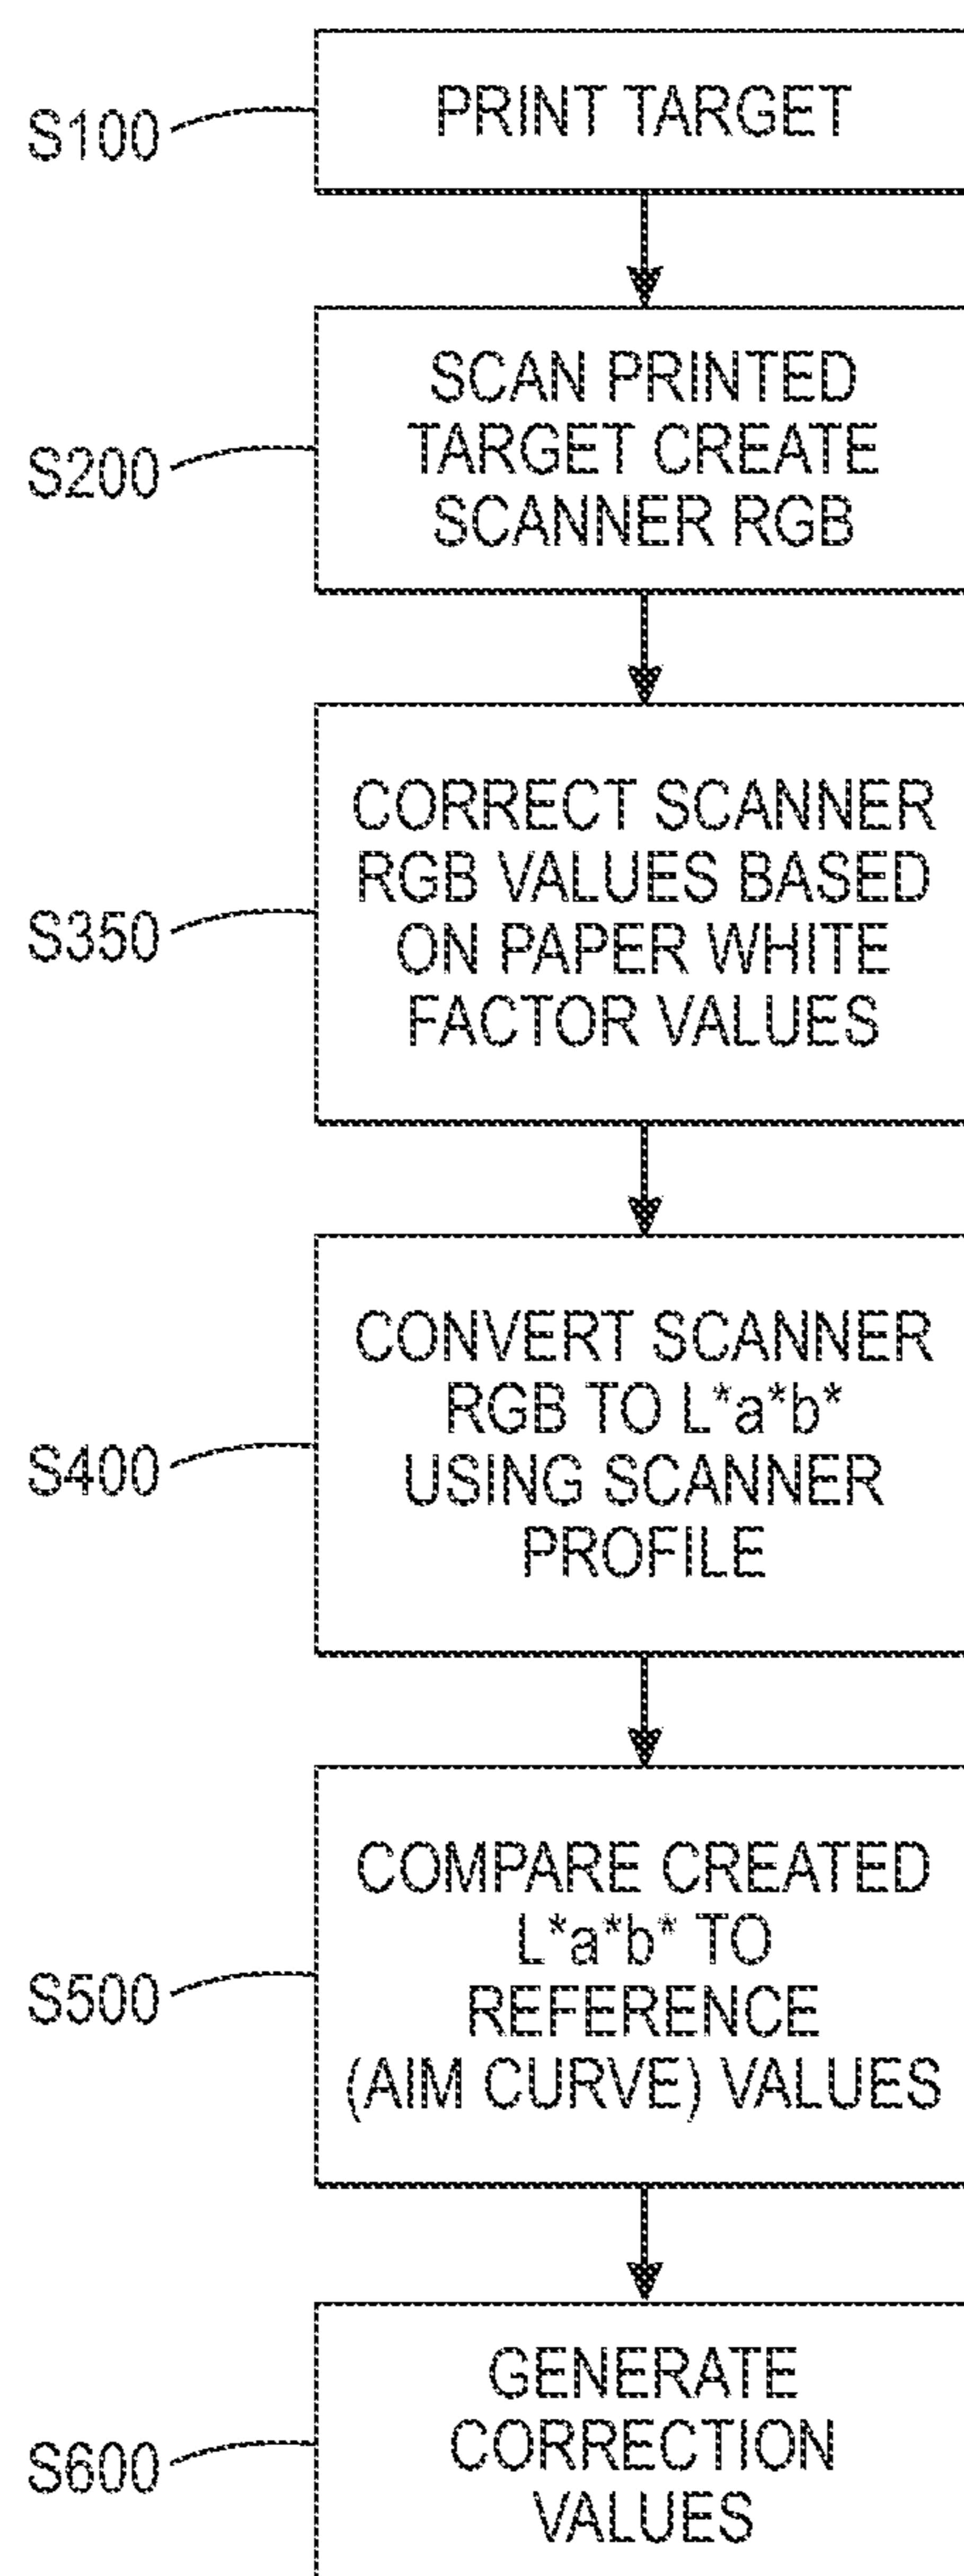 S100
PRINT TARGET
S200
SCAN PRINTED
TARGET CREATE
SCANNER RGB
S350
CORRECT SCANNER
RGB VALUES BASED
ON PAPER WHITE
FACTOR VALUES
S400
CONVERT SCANNER
RGB TO L*a*b*
USING SCANNER
PROFILE
S500
COMPARE CREATED
L*a*b* TO
REFERENCE
(AIM CURVE) VALUES
S600
GENERATE
CORRECTION
VALUES